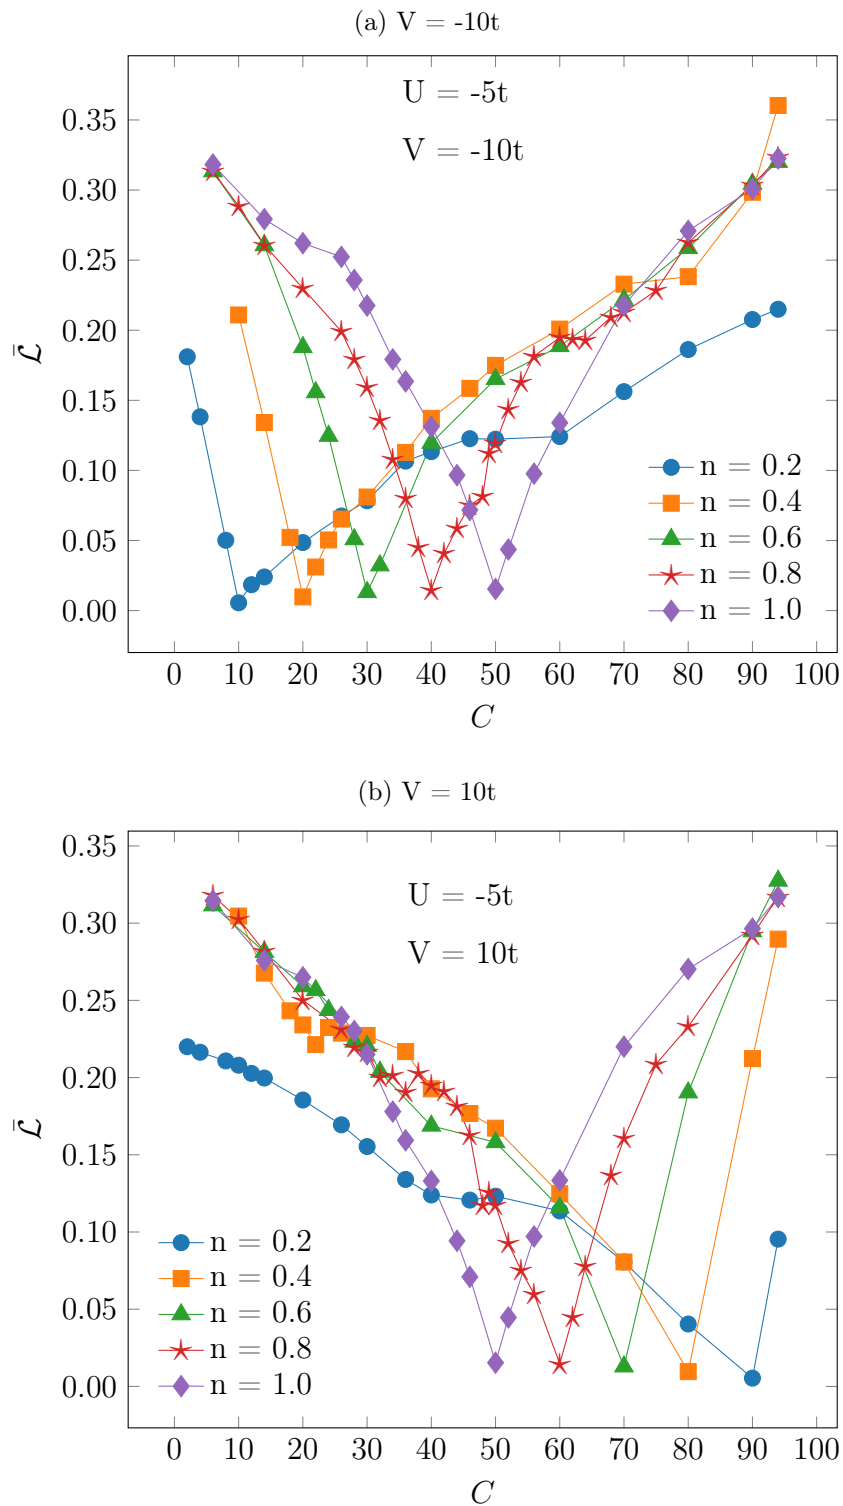 (a) V = -10t
U = -5t
V = -10t
0.35
0.30
0.25
0.20
0.15
0.10
0.05
0.00
𝓛̄
n = 0.2
n = 0.4
n = 0.6
n = 0.8
n = 1.0
0 10 20 30 40 50 60 70 80 90 100
C
(b) V = 10t
U = -5t
V = 10t
0.35
0.30
0.25
0.20
0.15
0.10
0.05
0.00
𝓛̄
n = 0.2
n = 0.4
n = 0.6
n = 0.8
n = 1.0
0 10 20 30 40 50 60 70 80 90 100
C